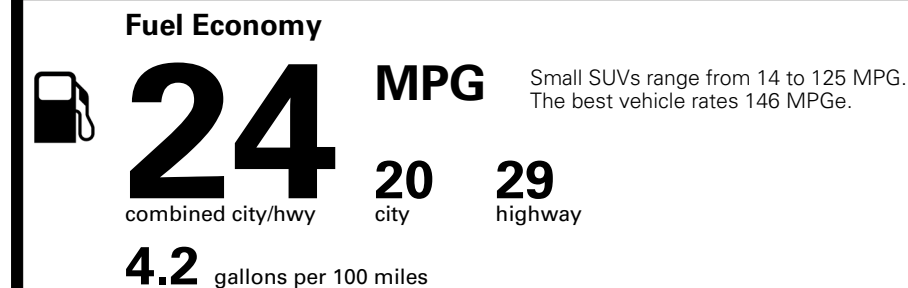 Fuel Economy
24 MPG
Small SUVs range from 14 to 125 MPG.
The best vehicle rates 146 MPGe.
combined city/hwy
20 city
29 highway
4.2 gallons per 100 miles